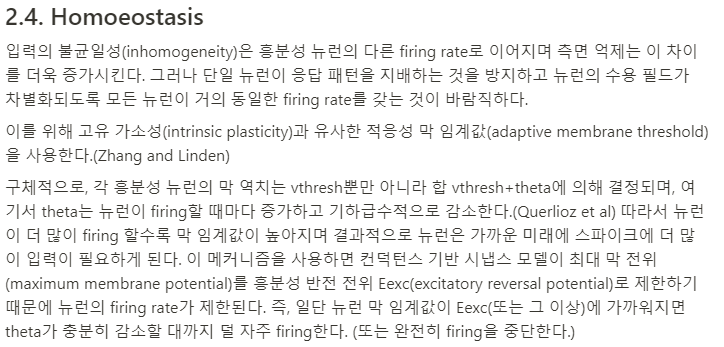 2.4. Homoeostasis
입력의 불균일성(inhomogeneity)은 흥분성 뉴런의 다른 firing rate로 이어지며 측면 억제는 이 차이
를 더욱 증가시킨다. 그러나 단일 뉴런이 응답 패턴을 지배하는 것을 방지하고 뉴런의 수용 필드가
차별화되도록 모든 뉴런이 거의 동일한 firing rate를 갖는 것이 바람직하다.
이를 위해 고유 가소성(intrinsic plasticity)과 유사한 적응성 막 임계값(adaptive membrane threshold)
을 사용한다.(Zhang and Linden)
구체적으로, 각 흥분성 뉴런의 막 역치는 vthresh뿐만 아니라 합 vthresh+theta에 의해 결정되며, 여
기서 theta는 뉴런이 firing할 때마다 증가하고 기하급수적으로 감소한다.(Querlioz et al) 따라서 뉴런
이 더 많이 firing 할수록 막 임계값이 높아지며 결과적으로 뉴런은 가까운 미래에 스파이크에 더 많
이 입력이 필요하게 된다. 이 메커니즘을 사용하면 컨덕턴스 기반 시냅스 모델이 최대 막 전위
(maximum membrane potential)를 흥분성 반전 전위 Eexc(excitatory reversal potential)로 제한하기
때문에 뉴런의 firing rate가 제한된다. 즉, 일단 뉴런 막 임계값이 Eexc(또는 그 이상)에 가까워지면
theta가 충분히 감소할 대까지 덜 자주 firing한다. (또는 완전히 firing을 중단한다.)